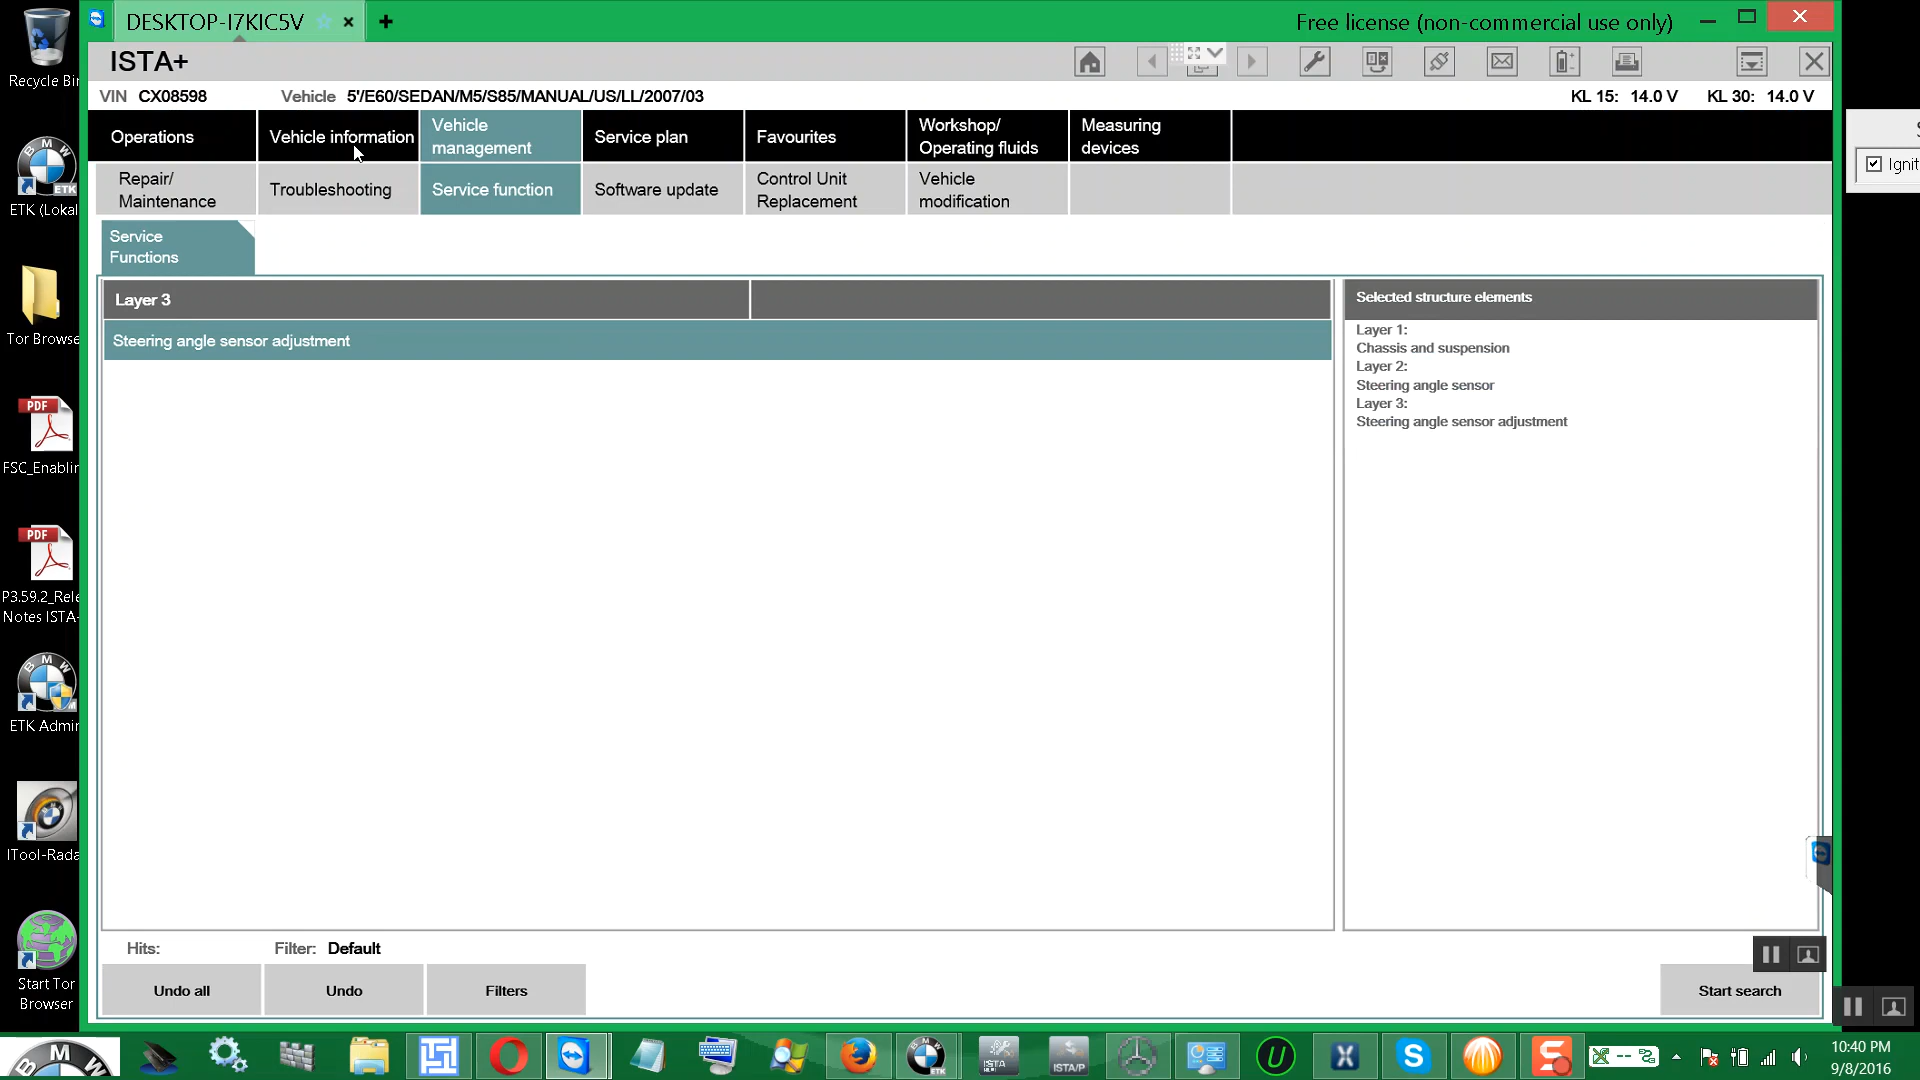 DESKTOP-I7KIC5V
Free license (non-commercial use only)
ISTA+
VIN CX08598 Vehicle 5'/E60/SEDAN/M5/S85/MANUAL/US/LL/2007/03 KL 15: 14.0 V KL 30: 14.0 V
Operations
Vehicle information
Vehicle
management
Service plan
Favourites
Workshop/
Operating fluids
Measuring
devices
Repair/
Maintenance
Troubleshooting
Service function
Software update
Control Unit
Replacement
Vehicle
modification
Service
Functions
Layer 3
Steering angle sensor adjustment
Selected structure elements
Layer 1:
Chassis and suspension
Layer 2:
Steering angle sensor
Layer 3:
Steering angle sensor adjustment
Hits: Filter: Default
Undo all
Undo
Filters
Start search
Recycle Bin
ETK (Lokal
Tor Browse
FSC_Enablin
P3.59.2_Rele
Notes ISTA-
ETK Admin
ITool-Rada
Start Tor
Browser
Ignit
10:40 PM
9/8/2016